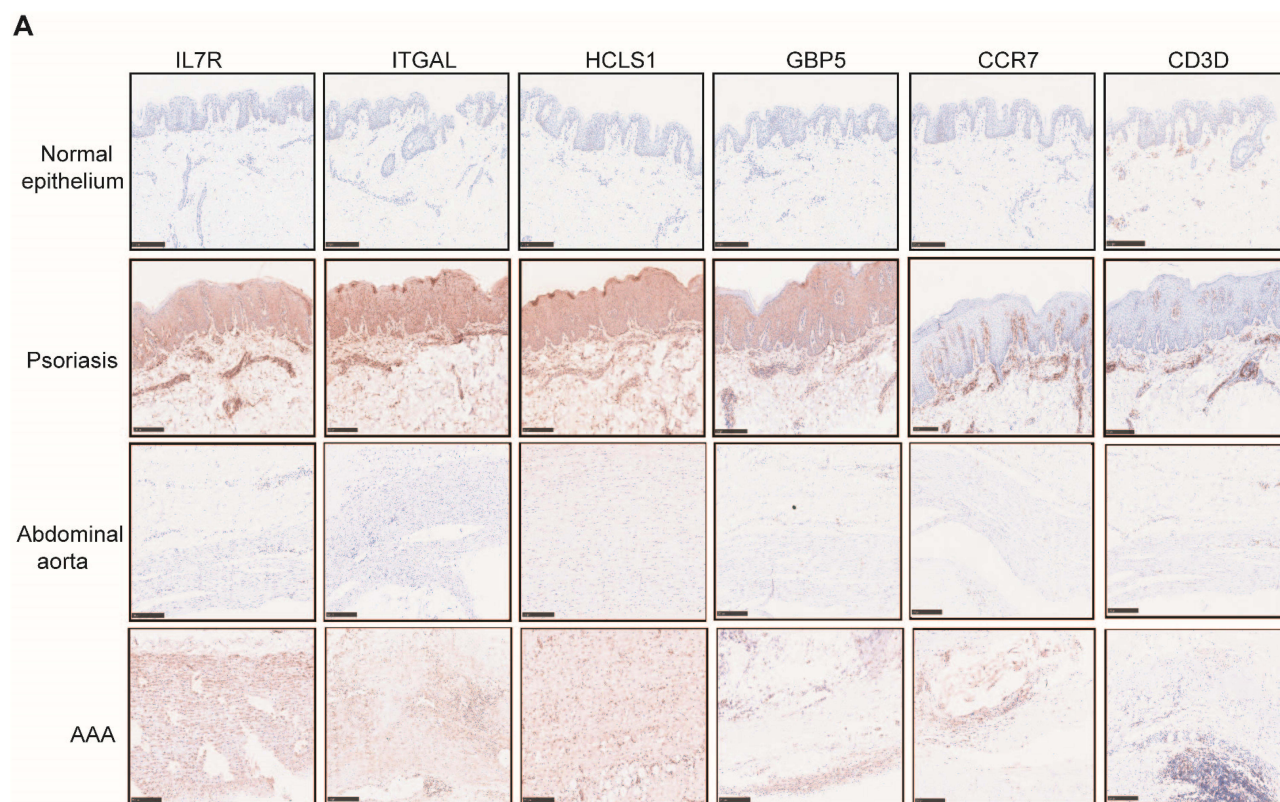 A
IL7R ITGAL HCLS1 GBP5 CCR7 CD3D
Normal
epithelium
Psoriasis
Abdominal
aorta
AAA